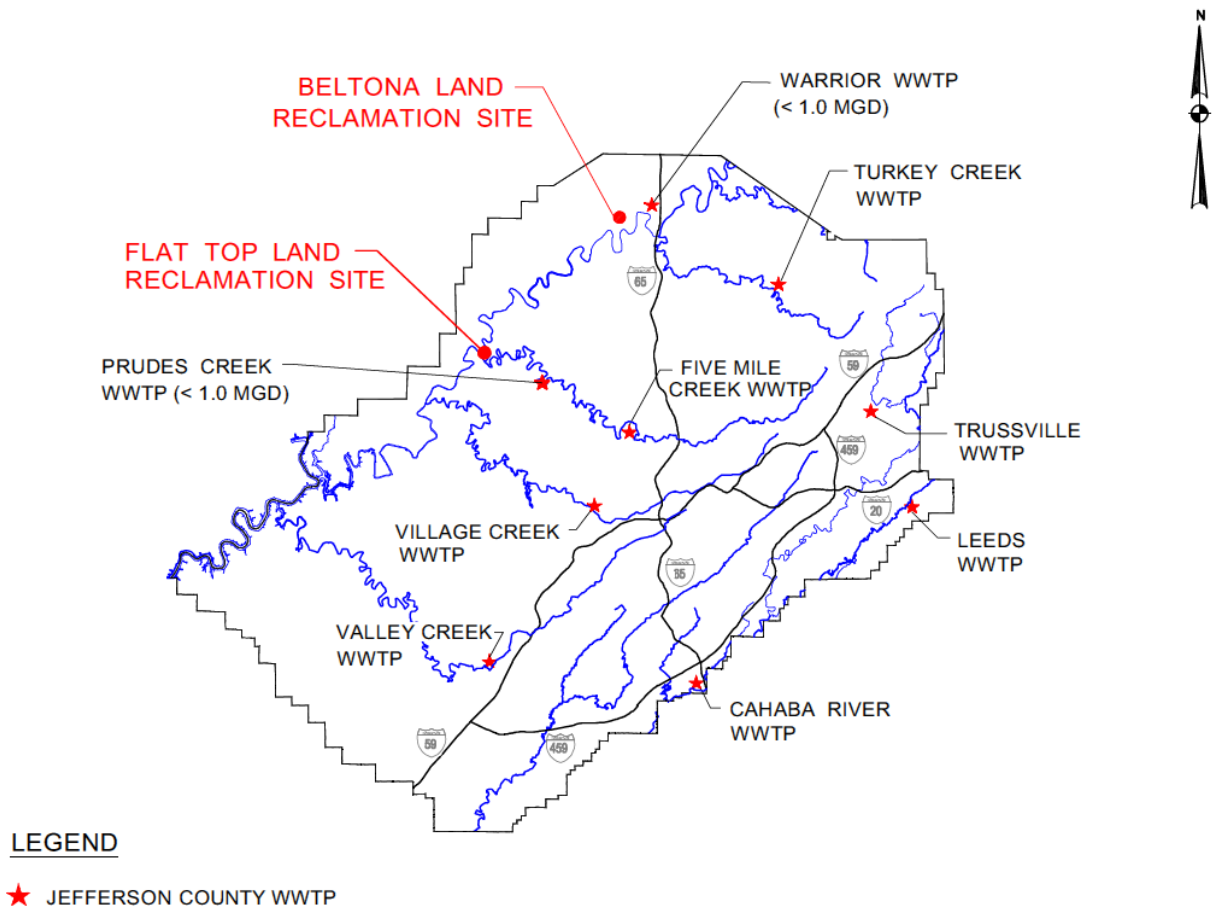 N
BELTONA LAND
RECLAMATION SITE
WARRIOR WWTP
(< 1.0 MGD)
TURKEY CREEK
WWTP
FLAT TOP LAND
RECLAMATION SITE
65
PRUDES CREEK
WWTP (< 1.0 MGD)
FIVE MILE
CREEK WWTP
59
TRUSSVILLE
WWTP
459
20
VILLAGE CREEK
WWTP
LEEDS
WWTP
65
VALLEY CREEK
WWTP
CAHABA RIVER
WWTP
59
459
LEGEND
JEFFERSON COUNTY WWTP